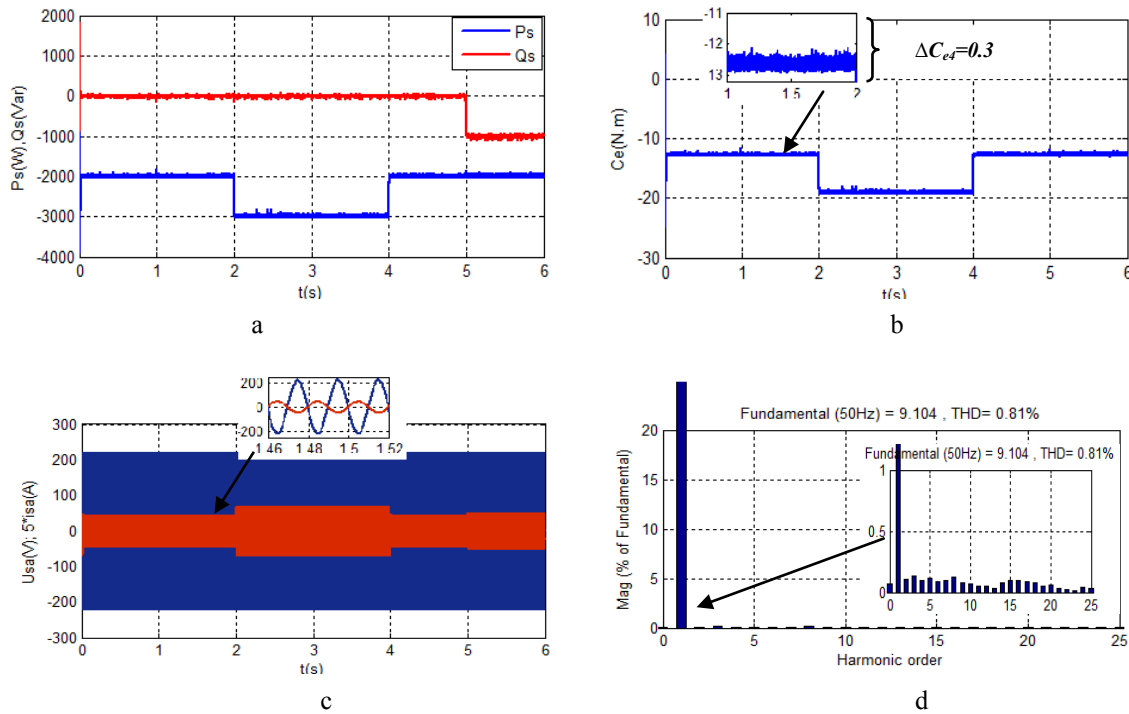 2000
1000
0
-1000
-2000
-3000
-4000
Ps(W),Qs(Var)
Ps
Qs
0 1 2 3 4 5 6
t(s)
a
10
0
-10
-20
-30
Ce(N.m)
-11
-12
13
1 1.5 2
ΔCe4=0.3
0 1 2 3 4 5 6
t(s)
b
200
0
-200
1.46 1.48 1.5 1.52
300
200
100
0
-100
-200
-300
Usa(V); 5*isa(A)
0 1 2 3 4 5 6
t(s)
c
Fundamental (50Hz) = 9.104 , THD= 0.81%
20
15
10
5
0
Mag (% of Fundamental)
Fundamental (50Hz) = 9.104 , THD= 0.81%
1
0.5
0
0 5 10 15 20 25
0 5 10 15 20 25
Harmonic order
d